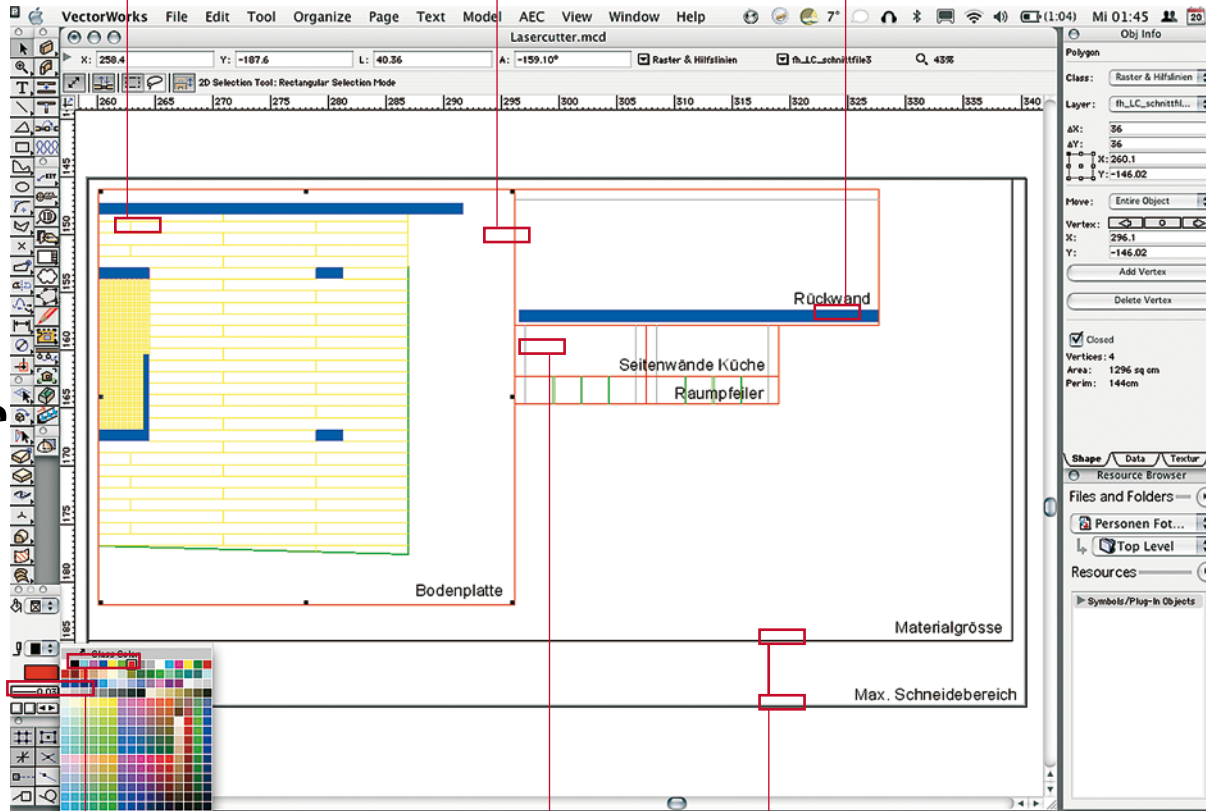 VectorWorks File Edit Tool Organize Page Text Model AEC View Window Help 7° (1:04) Mi 01:45 20
Lasercutter.mcd
X: 258.4 Y: -187.6 L: 40.36 A: -159.10° Raster & Hilfslinien fh_LC_schnittfile3 43%
2D Selection Tool: Rectangular Selection Mode
260 265 270 275 280 285 290 295 300 305 310 315 320 325 330 335 340
145
150
155
160
165
170
175
180
185
Rückwand
Seitenwände Küche
Raumpfeiler
Bodenplatte
Materialgrösse
Max. Schneidebereich
Class Color
0.03
Obj Info
Polygon
Class: Raster & Hilfslinien
Layer: fh_LC_schnittfil...
ΔX: 36
ΔY: 36
X: 260.1
Y: -146.02
Move: Entire Object
Vertex:
X: 296.1
Y: -146.02
Add Vertex
Delete Vertex
Closed
Vertices: 4
Area: 1296 sq cm
Perim: 144cm
Shape Data Textur
Resource Browser
Files and Folders
Personen Fot...
Top Level
Resources
Symbols/Plug-In Objects